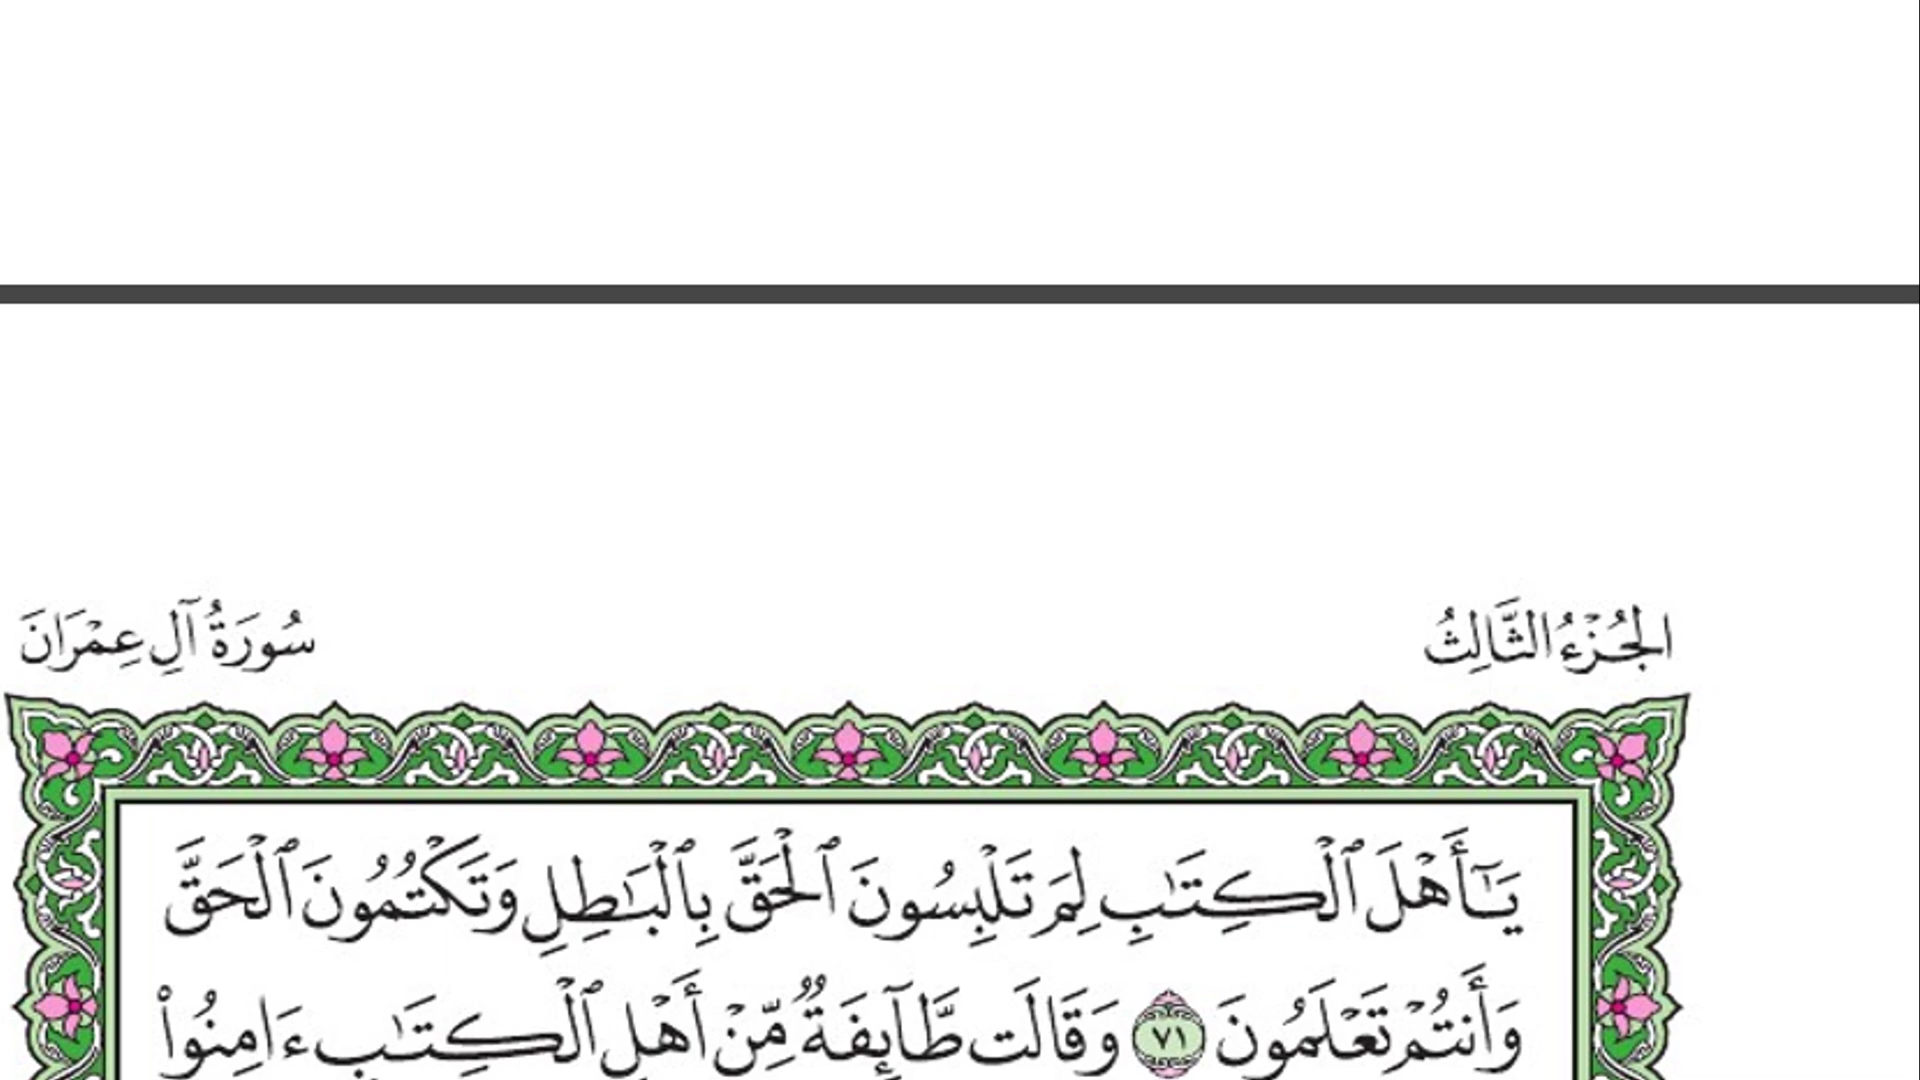 الجُزْءُ الثَّالِثُ
سُورَةُ آلِ عِمْرَانَ
يَٰٓأَهْلَ ٱلْكِتَٰبِ لِمَ تَلْبِسُونَ ٱلْحَقَّ بِٱلْبَٰطِلِ وَتَكْتُمُونَ ٱلْحَقَّ
وَأَنتُمْ تَعْلَمُونَ ٧١ وَقَالَت طَّآئِفَةٌ مِّنْ أَهْلِ ٱلْكِتَٰبِ ءَامِنُوا۟